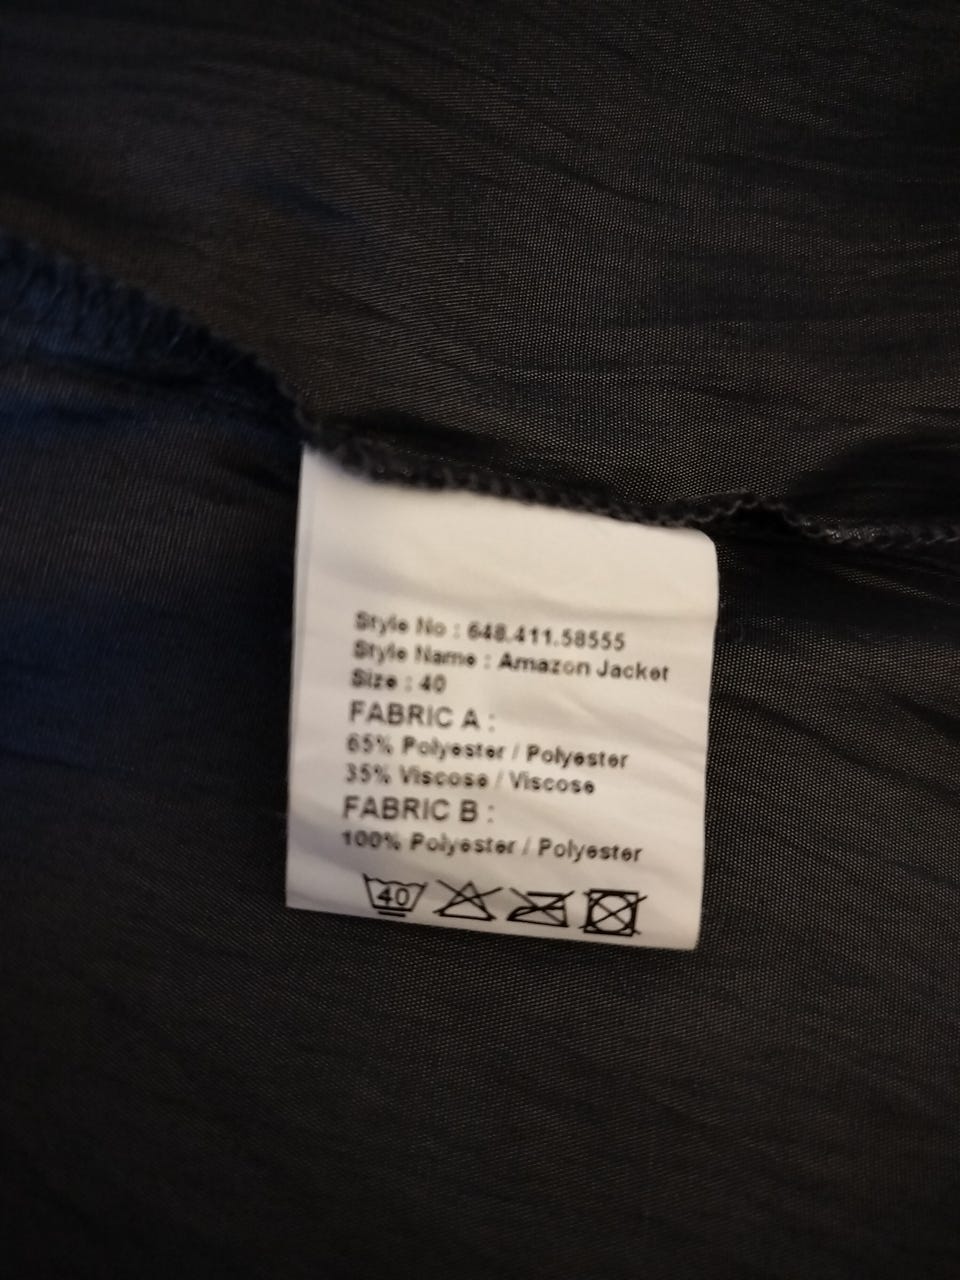 Style No : 648.411.58555
Style Name : Amazon Jacket
Size : 40
FABRIC A :
65% Polyester / Polyester
35% Viscose / Viscose
FABRIC B :
100% Polyester / Polyester
40